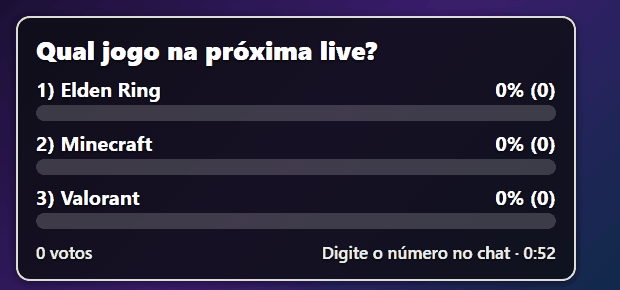 Qual jogo na próxima live?
1) Elden Ring 0% (0)
2) Minecraft 0% (0)
3) Valorant 0% (0)
0 votos Digite o número no chat · 0:52